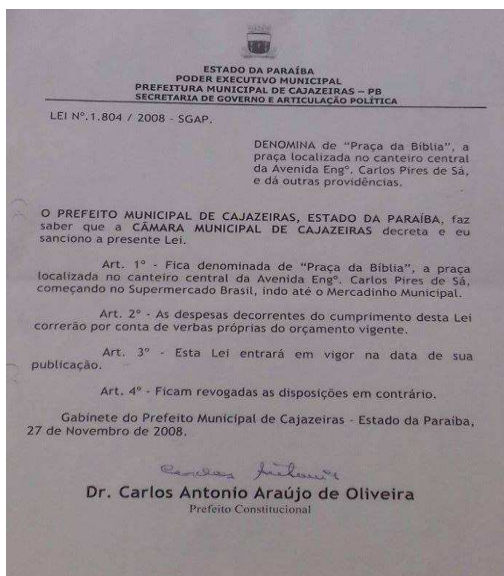 ESTADO DA PARAÍBA
PODER EXECUTIVO MUNICIPAL
PREFEITURA MUNICIPAL DE CAJAZEIRAS – PB
SECRETARIA DE GOVERNO E ARTICULAÇÃO POLÍTICA
LEI Nº.1.804 / 2008 - SGAP.
DENOMINA de “Praça da Bíblia”, a
praça localizada no canteiro central
da Avenida Engº. Carlos Pires de Sá,
e dá outras providências.
O PREFEITO MUNICIPAL DE CAJAZEIRAS, ESTADO DA PARAÍBA, faz
saber que a CÂMARA MUNICIPAL DE CAJAZEIRAS decreta e eu
sanciono a presente Lei.
Art. 1º - Fica denominada de “Praça da Bíblia”, a praça
localizada no canteiro central da Avenida Engº. Carlos Pires de Sá,
começando no Supermercado Brasil, indo até o Mercadinho Municipal.
Art. 2º - As despesas decorrentes do cumprimento desta Lei
correrão por conta de verbas próprias do orçamento vigente.
Art. 3º - Esta Lei entrará em vigor na data de sua
publicação.
Art. 4º - Ficam revogadas as disposições em contrário.
Gabinete do Prefeito Municipal de Cajazeiras - Estado da Paraíba,
27 de Novembro de 2008.
Carlos Antonio
Dr. Carlos Antonio Araújo de Oliveira
Prefeito Constitucional